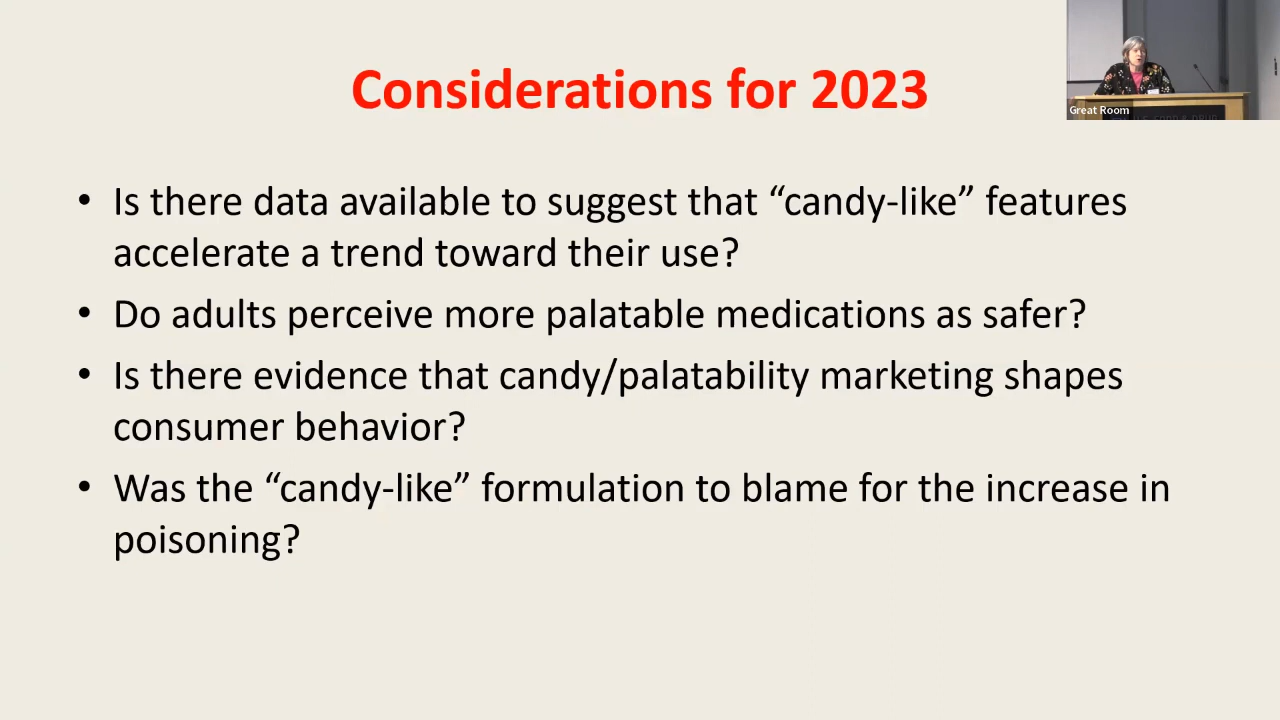 Considerations for 2023
Great Room
• Is there data available to suggest that “candy-like” features
accelerate a trend toward their use?
• Do adults perceive more palatable medications as safer?
• Is there evidence that candy/palatability marketing shapes
consumer behavior?
• Was the “candy-like” formulation to blame for the increase in
poisoning?